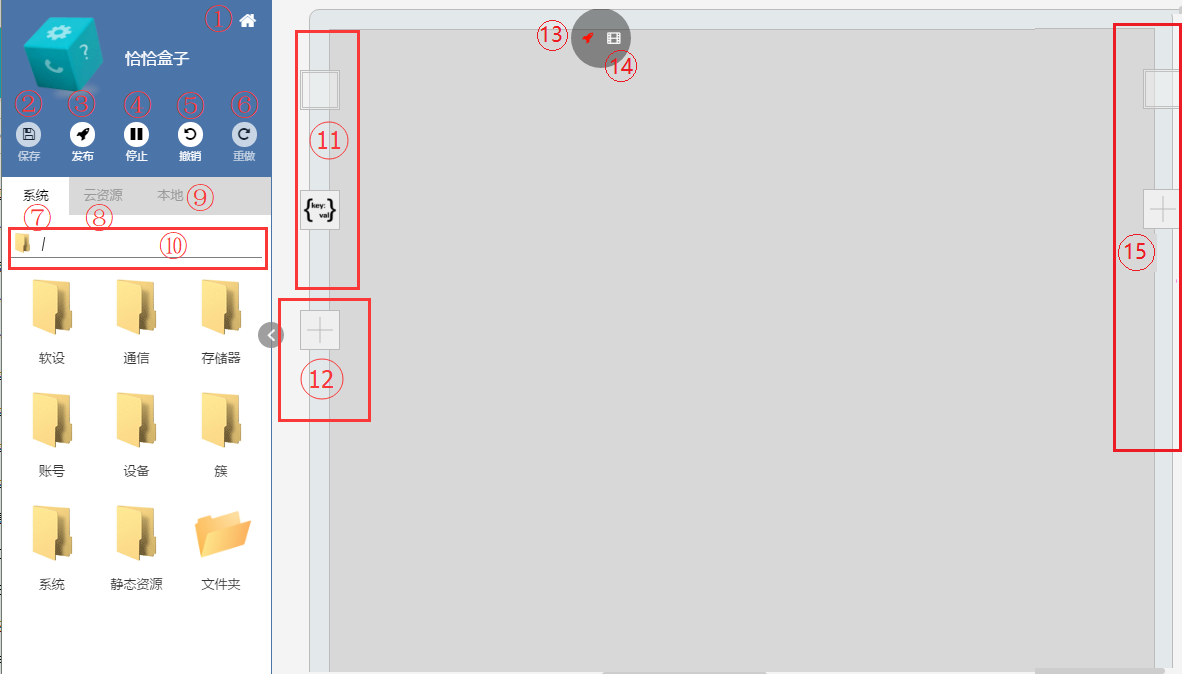 ①
恰恰盒子
② ③ ④ ⑤ ⑥
保存 发布 停止 撤销 重做
系统 云资源 本地 ⑨
⑦ ⑧
/ ⑩
软设 通信 存储器
账号 设备 簇
系统 静态资源 文件夹
⑬
⑭
⑪
{key: val}
⑫
⑮